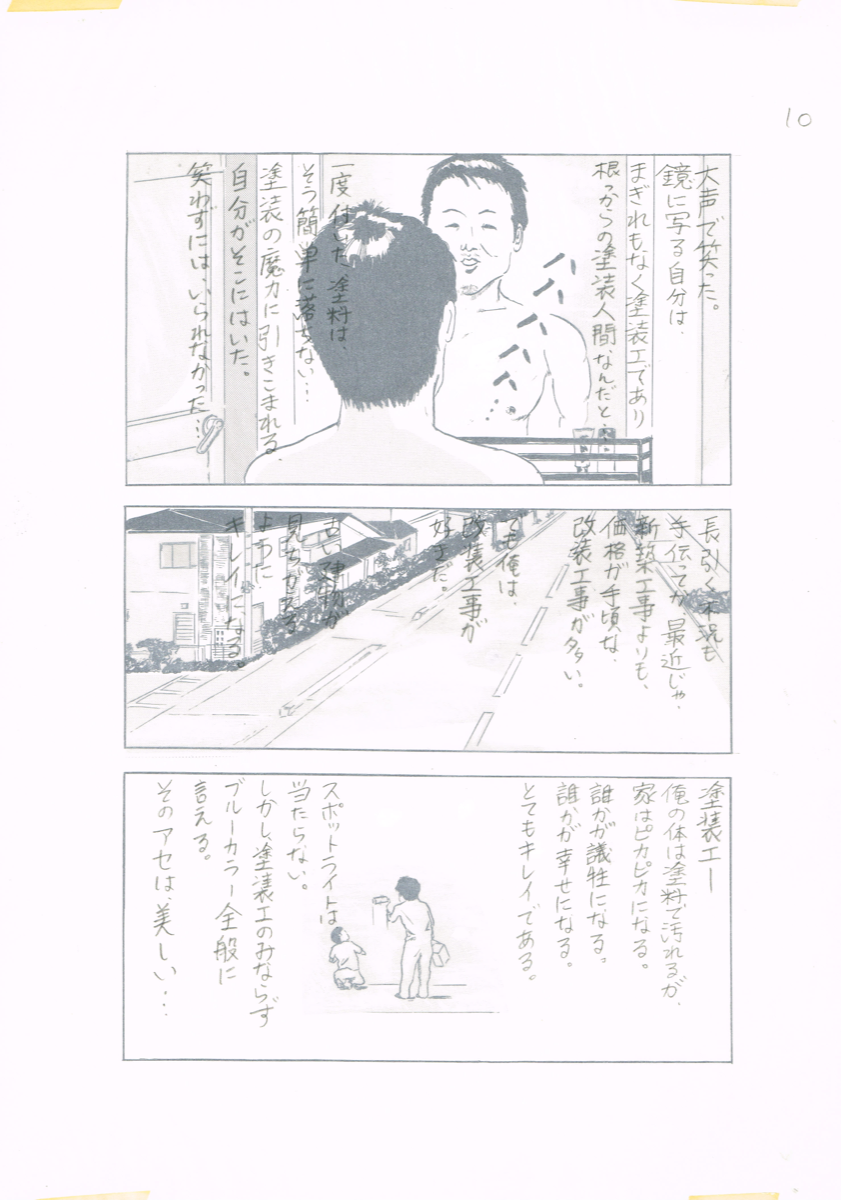 10
大声で笑った。
鏡に写る自分は、
まぎれもなく塗装工であり
根っからの塗装人間なんだと…
ハハハハハ…
一度付いた、塗料は、
そう簡単に落ちない…
塗装の魔力に引きこまれる
自分がそこにはいた。
笑わずには、いられなかった…
長引く不況も
手伝ってか最近じゃ、
新築工事よりも、
価格が手頃な、
改装工事が多い。
でも俺は、
改装工事が
好きだ。
古い建物が
見ちがえる
ように
キレイになる。
塗装工ー
俺の体は塗料で汚れるが、
家はピカピカになる。
誰かが議牲になる。
誰かが幸せになる。
とてもキレイである。
スポットライトは
当たらない。
しかし、塗装工のみならず
ブルーカラー全般に
言える。
そのアセは、美しい…